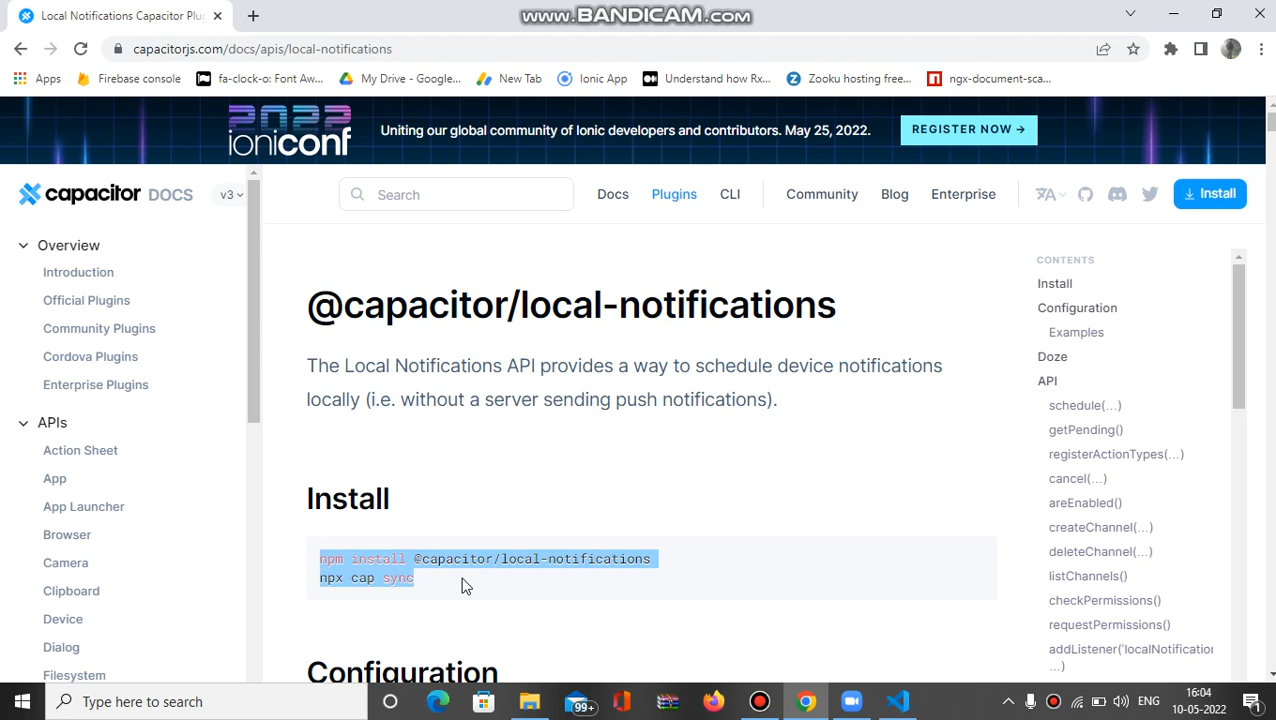 Local Notifications Capacitor Plu
www.BANDICAM.com
capacitorjs.com/docs/apis/local-notifications
Apps
Firebase console
fa-clock-o: Font Aw...
My Drive - Google...
New Tab
Ionic App
Understand how Rx...
Zooku hosting free...
ngx-document-sca...
2022
ioniconf
Uniting our global community of Ionic developers and contributors. May 25, 2022.
REGISTER NOW →
capacitor DOCS
v3
Search
Docs
Plugins
CLI
Community
Blog
Enterprise
Install
Overview
Introduction
Official Plugins
Community Plugins
Cordova Plugins
Enterprise Plugins
APIs
Action Sheet
App
App Launcher
Browser
Camera
Clipboard
Device
Dialog
Filesystem
@capacitor/local-notifications
The Local Notifications API provides a way to schedule device notifications
locally (i.e. without a server sending push notifications).
Install
npm install @capacitor/local-notifications
npx cap sync
Configuration
CONTENTS
Install
Configuration
Examples
Doze
API
schedule(...)
getPending()
registerActionTypes(...)
cancel(...)
areEnabled()
createChannel(...)
deleteChannel(...)
listChannels()
checkPermissions()
requestPermissions()
addListener('localNotification
...)
Type here to search
99+
ENG
16:04
10-05-2022
1